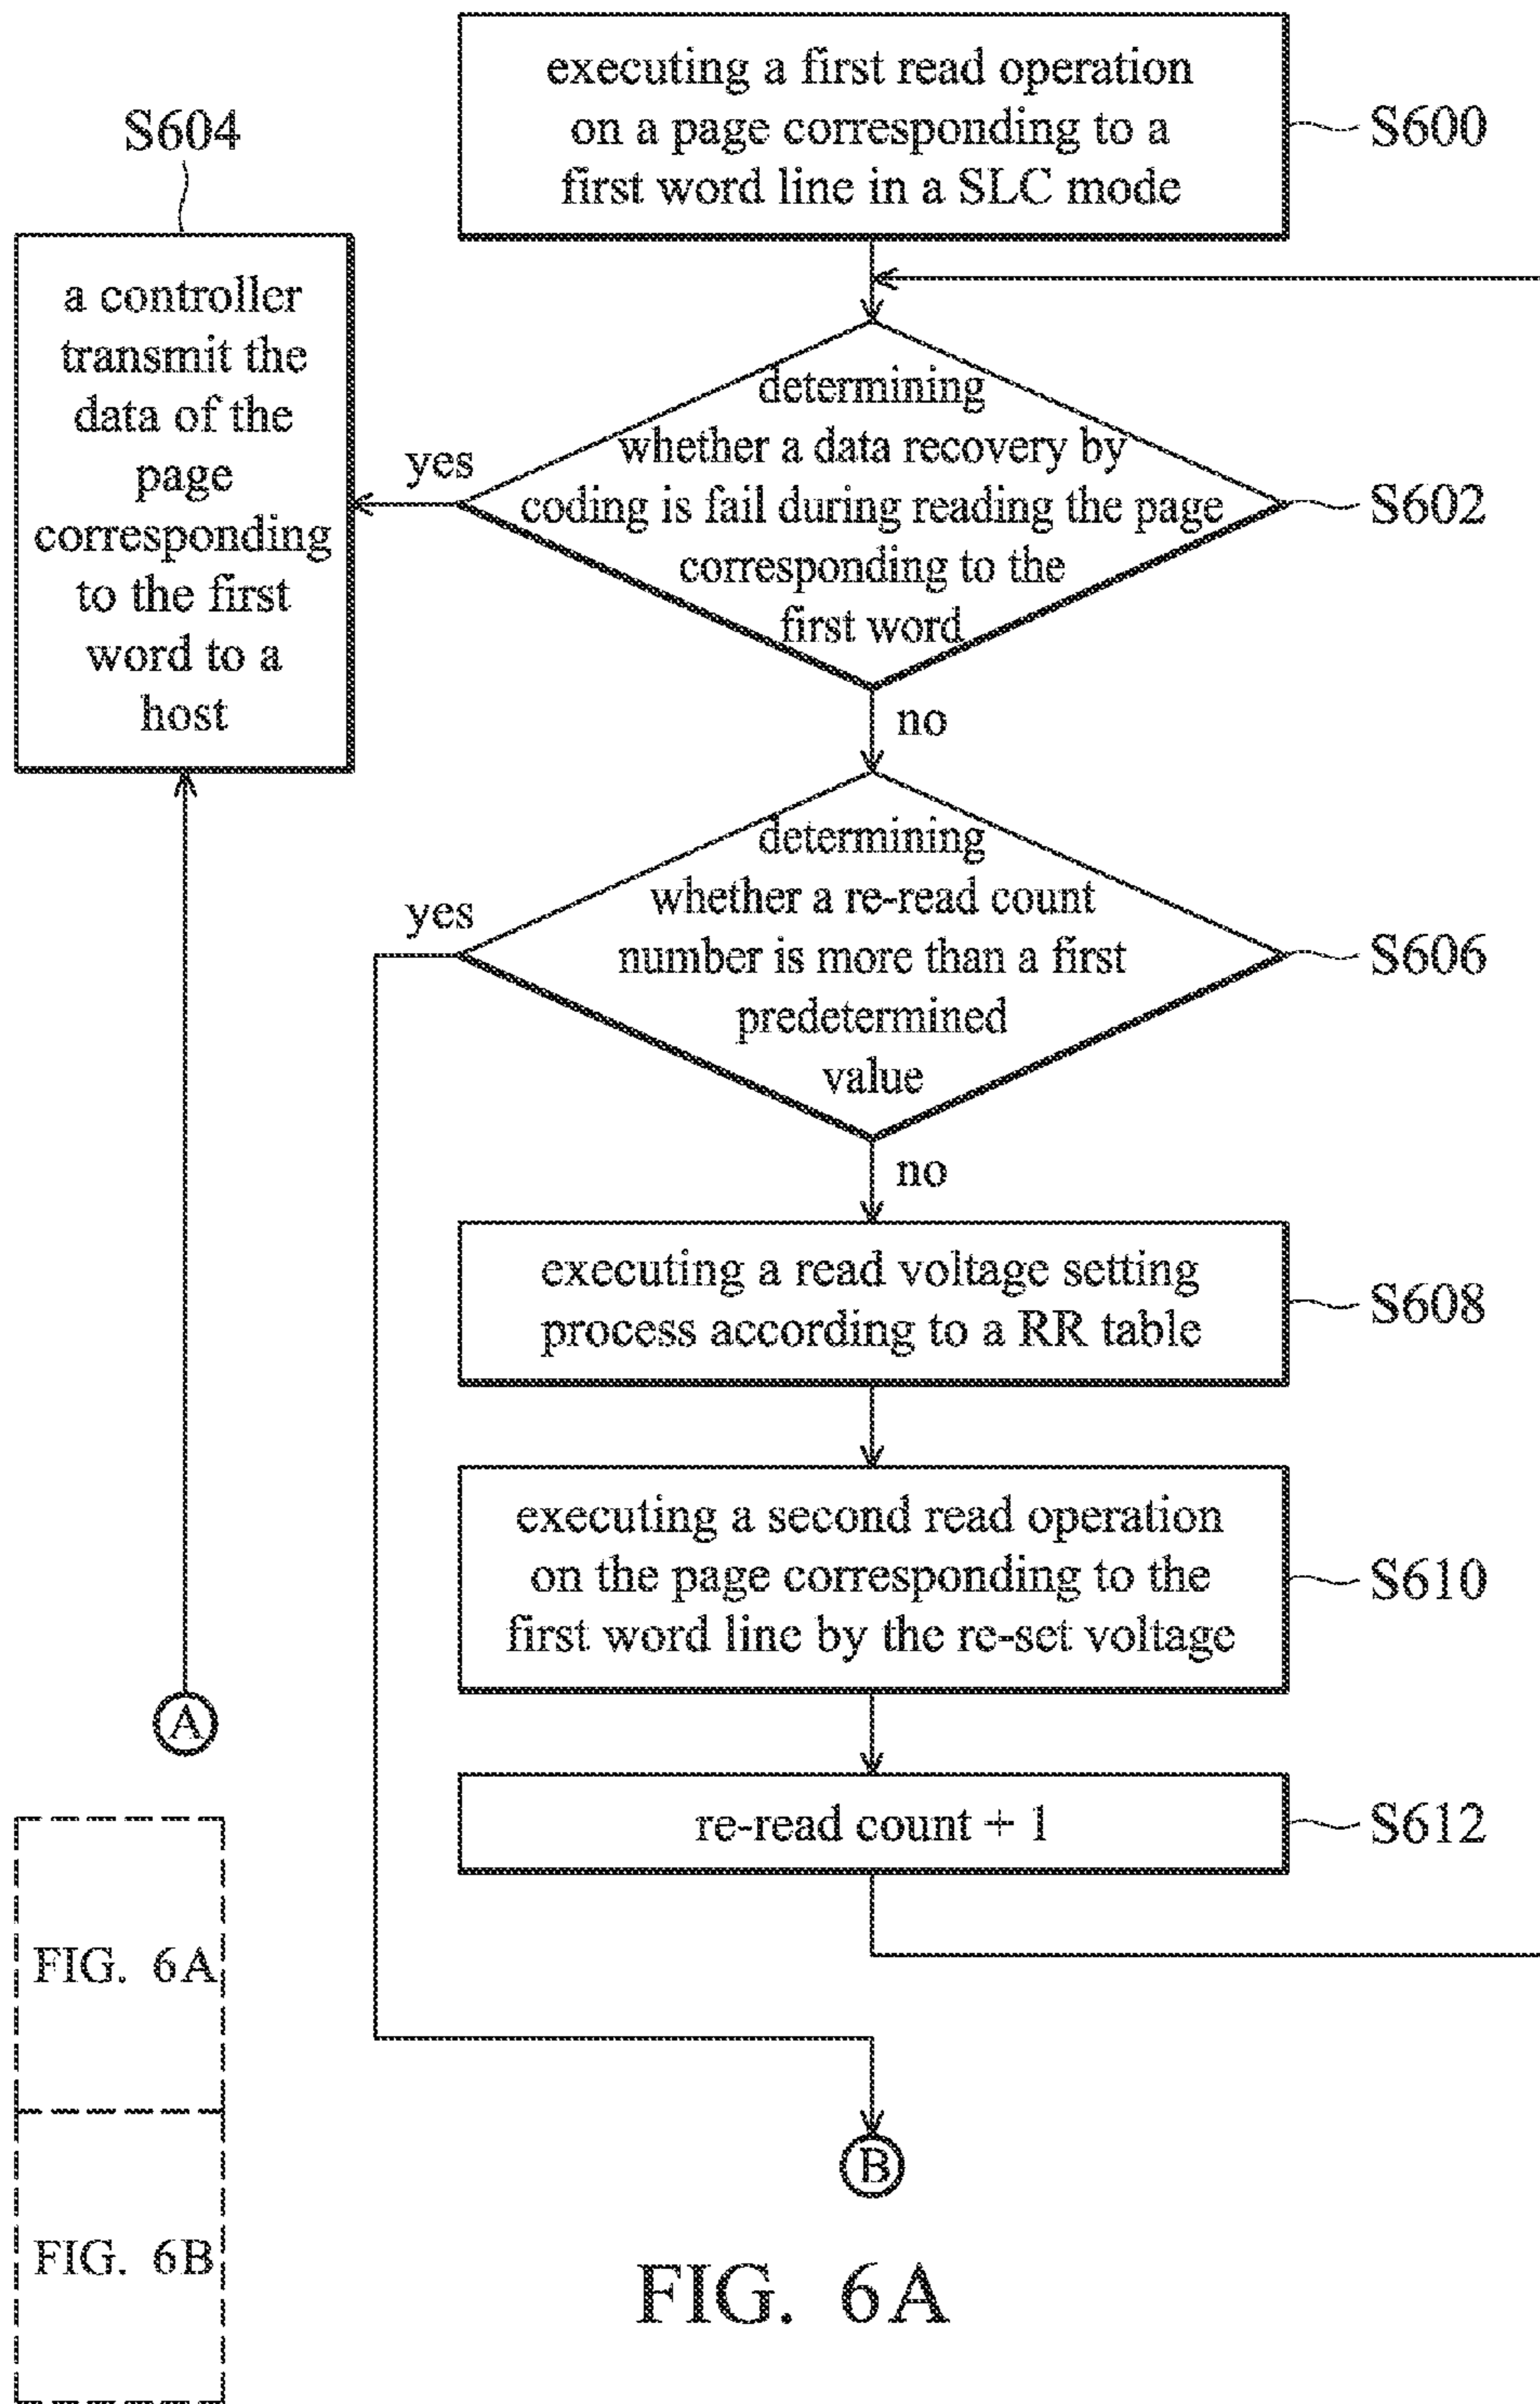 executing a first read operation
on a page corresponding to a
first word line in a SLC mode
S600
S604
a controller
transmit the
data of the
page
corresponding
to the first
word to a
host
determining
whether a data recovery by
coding is fail during reading the page
corresponding to the
first word
S602
yes
no
determining
whether a re-read count
number is more than a first
predetermined
value
S606
yes
no
executing a read voltage setting
process according to a RR table
S608
executing a second read operation
on the page corresponding to the
first word line by the re-set voltage
S610
A
re-read count + 1
S612
FIG. 6A
B
FIG. 6B
FIG. 6A